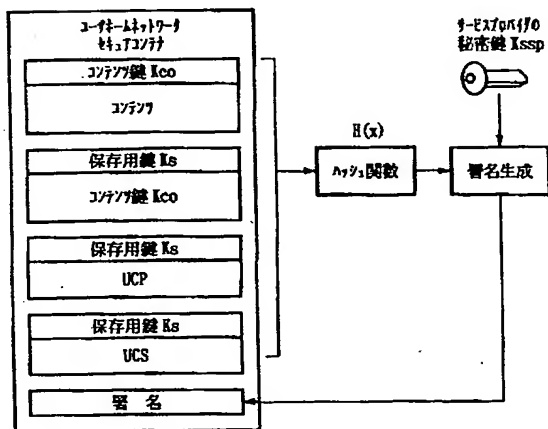 ユーザホームネットワーク
セキュアコンテナ
コンテンツ鍵 Kco
コンテンツ
保存用鍵 Ks
コンテンツ鍵 Kco
保存用鍵 Ks
UCP
保存用鍵 Ks
UCS
署 名
H(x)
ハッシュ関数
サービスプロバイダの
秘密鍵 Kssp
署名生成